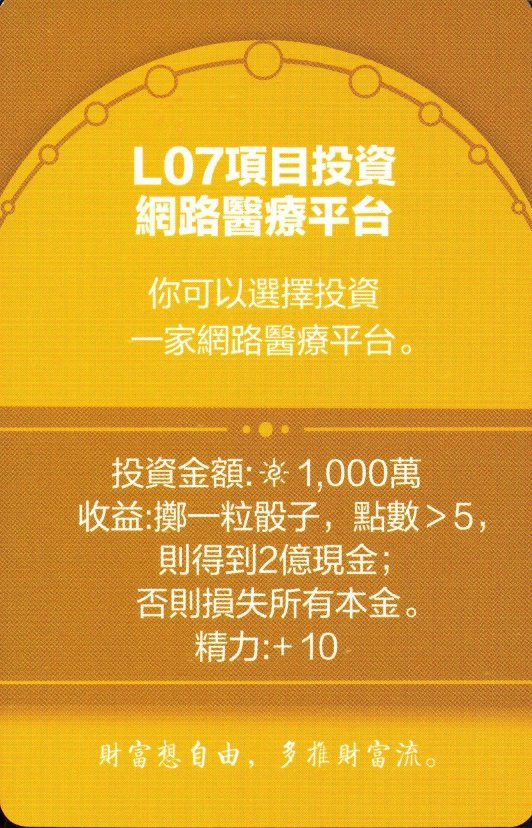 L07項目投資
網路醫療平台
你可以選擇投資
一家網路醫療平台。
投資金額: 1,000萬
收益:擲一粒骰子，點數>5，
則得到2億現金；
否則損失所有本金。
精力:+10
財富想自由，多推財富流。